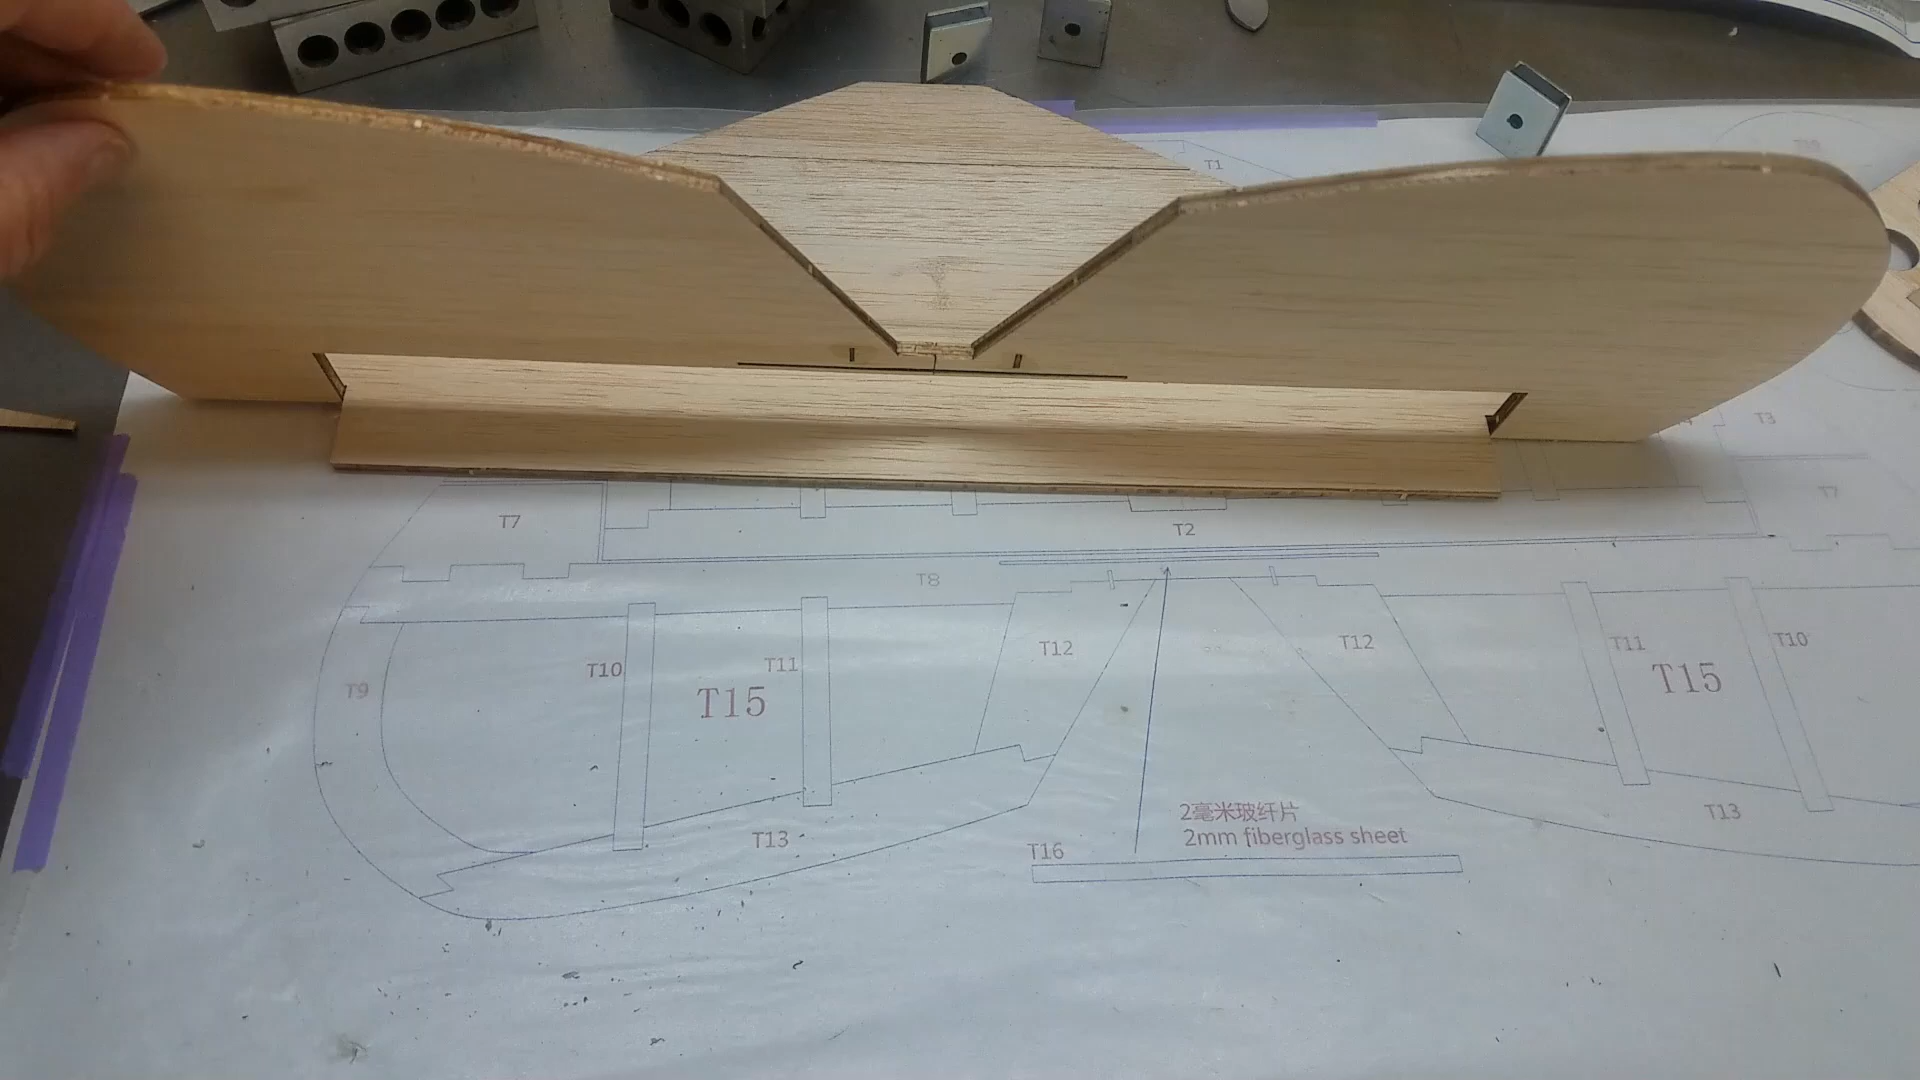 T1
T3
T7
T7
T2
T8
T12
T12
T11
T10
T10
T11
T15
T15
T9
2毫米玻纤片
2mm fiberglass sheet
T13
T13
T16